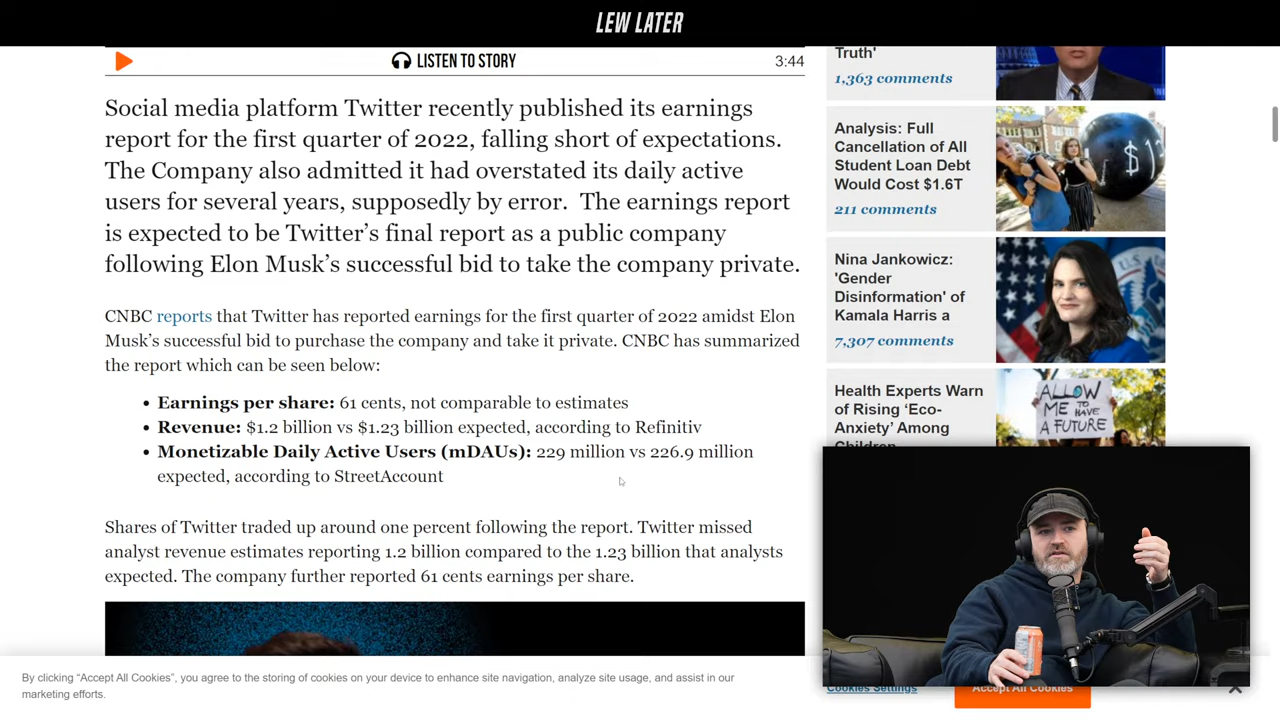 LEW LATER
LISTEN TO STORY
3:44
Social media platform Twitter recently published its earnings
report for the first quarter of 2022, falling short of expectations.
The Company also admitted it had overstated its daily active
users for several years, supposedly by error.  The earnings report
is expected to be Twitter’s final report as a public company
following Elon Musk’s successful bid to take the company private.
CNBC reports that Twitter has reported earnings for the first quarter of 2022 amidst Elon
Musk’s successful bid to purchase the company and take it private. CNBC has summarized
the report which can be seen below:
• Earnings per share: 61 cents, not comparable to estimates
• Revenue: $1.2 billion vs $1.23 billion expected, according to Refinitiv
• Monetizable Daily Active Users (mDAUs): 229 million vs 226.9 million
expected, according to StreetAccount
Shares of Twitter traded up around one percent following the report. Twitter missed
analyst revenue estimates reporting 1.2 billion compared to the 1.23 billion that analysts
expected. The company further reported 61 cents earnings per share.
Truth'
1,363 comments
Analysis: Full
Cancellation of All
Student Loan Debt
Would Cost $1.6T
211 comments
Nina Jankowicz:
'Gender
Disinformation' of
Kamala Harris a
7,307 comments
Health Experts Warn
of Rising ‘Eco-
Anxiety’ Among
Children
ALLOW
ME TO
HAVE
A FUTURE
By clicking “Accept All Cookies”, you agree to the storing of cookies on your device to enhance site navigation, analyze site usage, and assist in our
marketing efforts.
Cookies Settings
Accept All Cookies